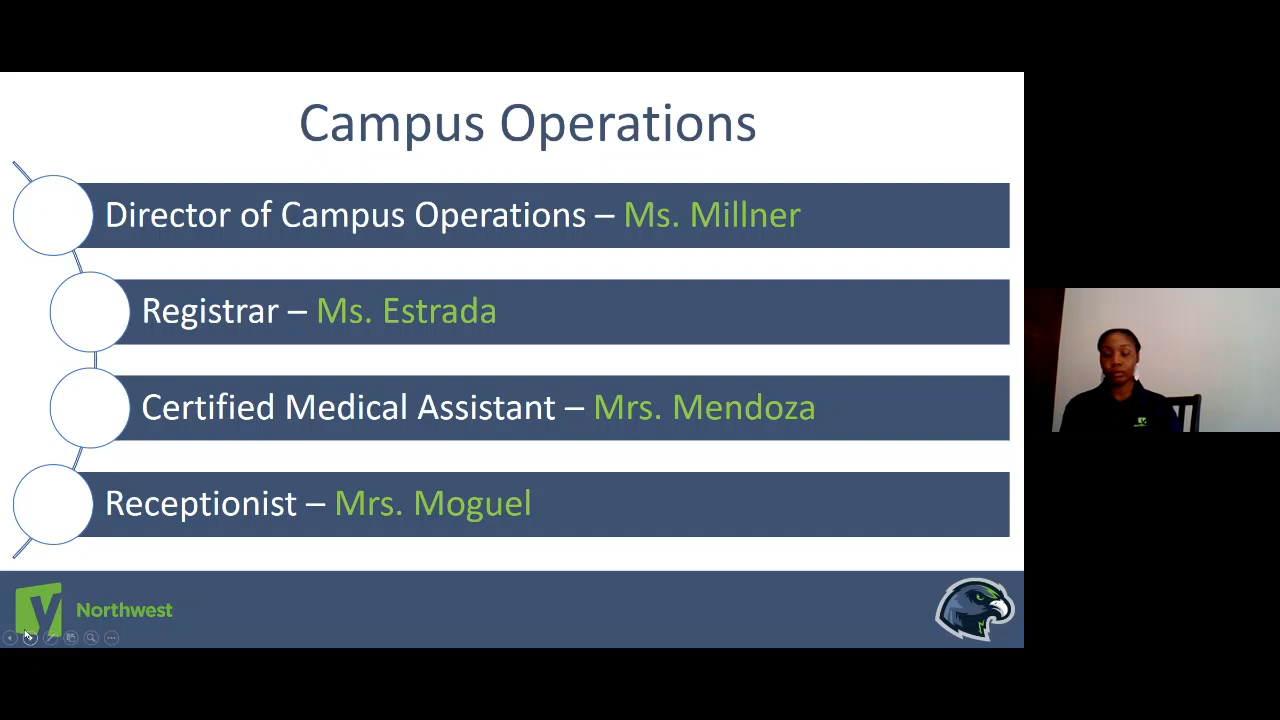 Campus Operations
Director of Campus Operations – Ms. Millner
Registrar – Ms. Estrada
Certified Medical Assistant – Mrs. Mendoza
Receptionist – Mrs. Moguel
Y Northwest